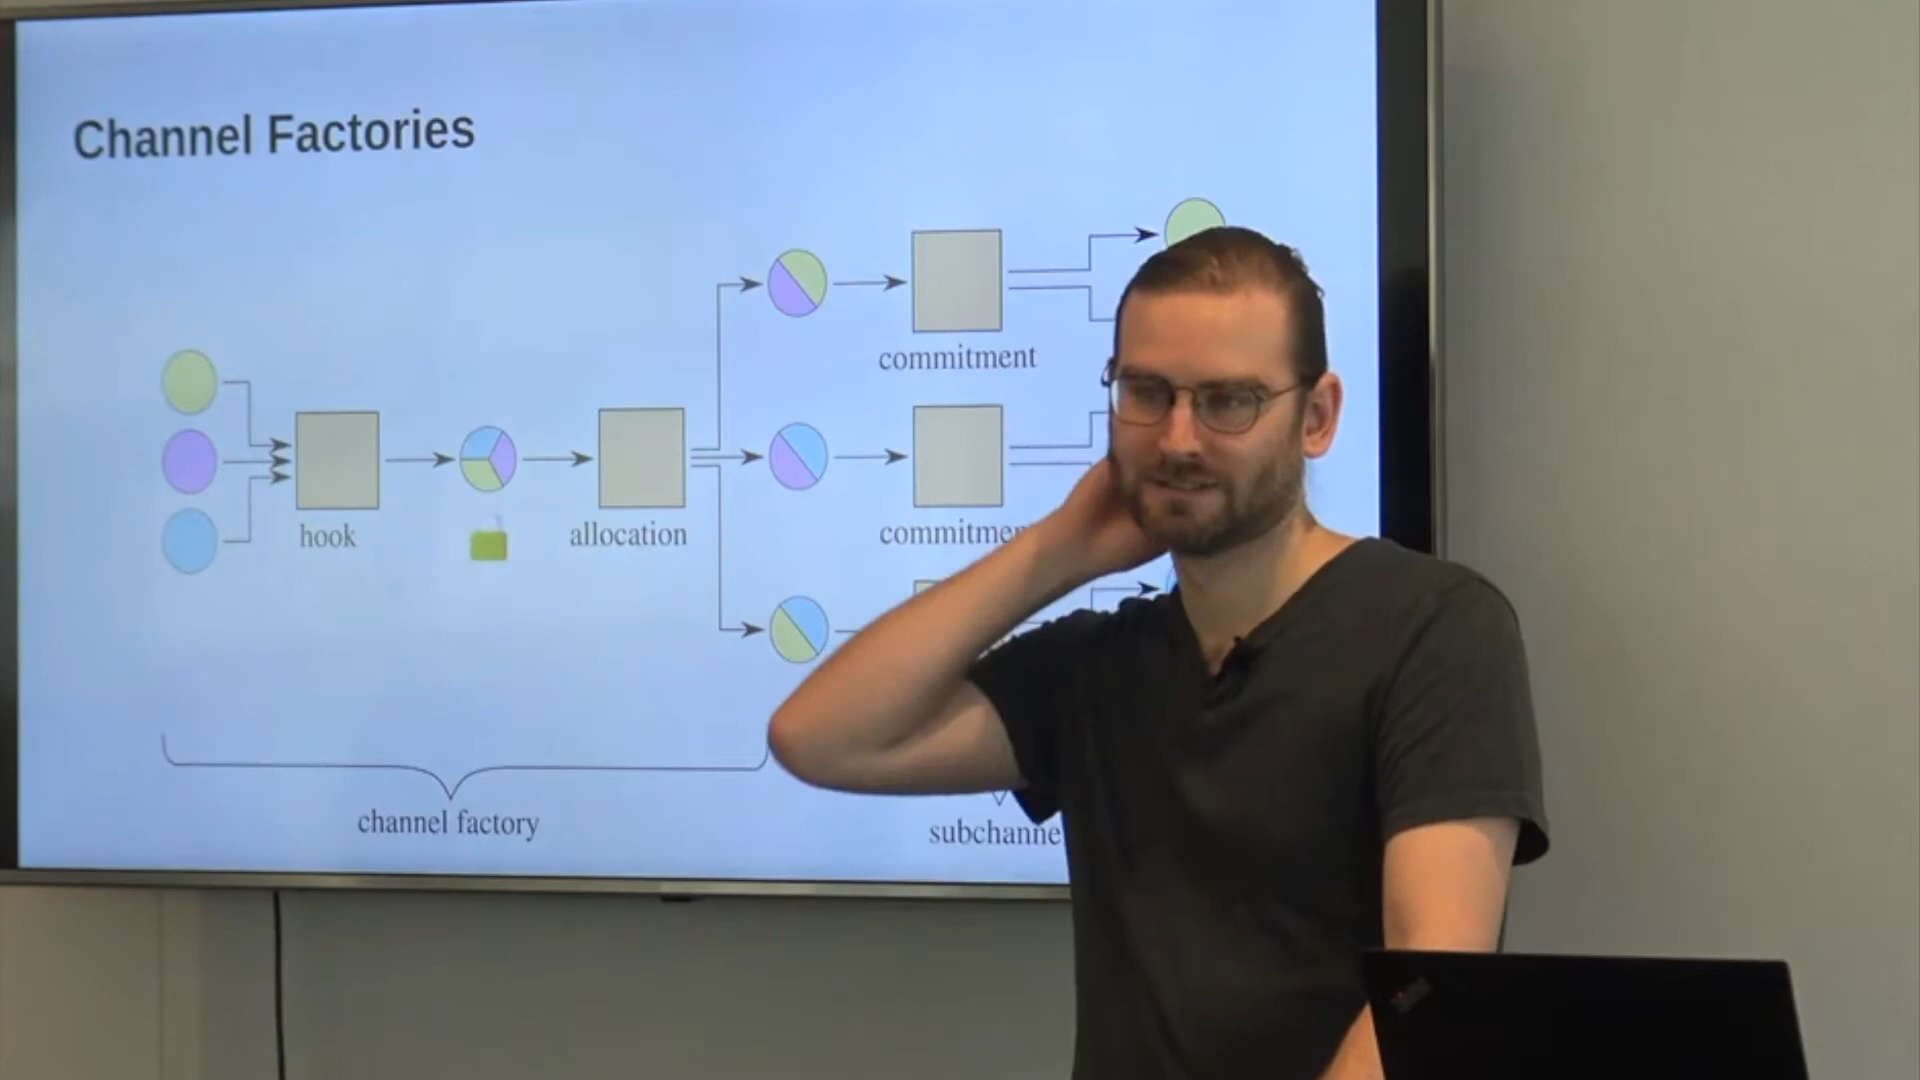 Channel Factories
commitment
hook
allocation
channel factory